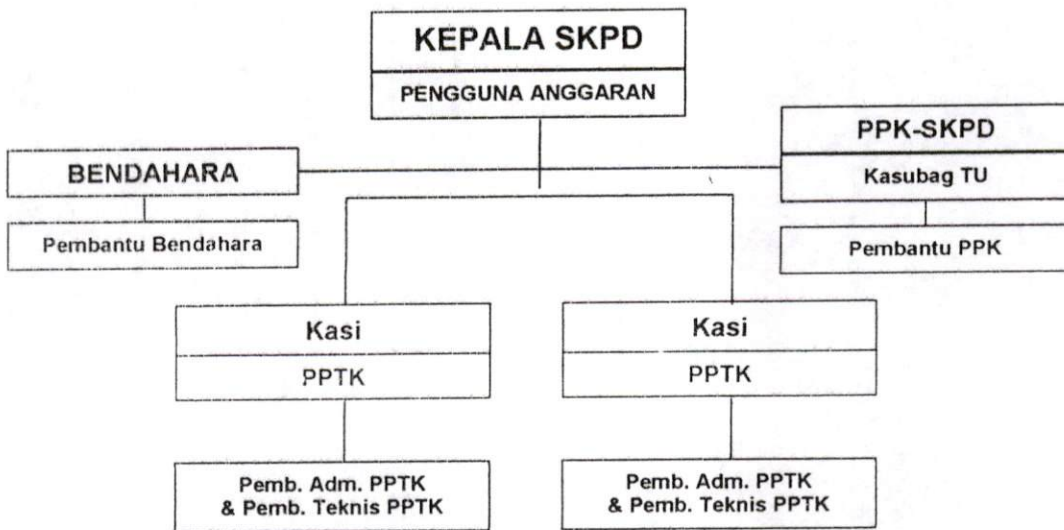 KEPALA SKPD
PENGGUNA ANGGARAN
BENDAHARA
Pembantu Bendahara
PPK-SKPD
Kasubag TU
Pembantu PPK
Kasi
PPTK
Pemb. Adm. PPTK
& Pemb. Teknis PPTK
Kasi
PPTK
Pemb. Adm. PPTK
& Pemb. Teknis PPTK